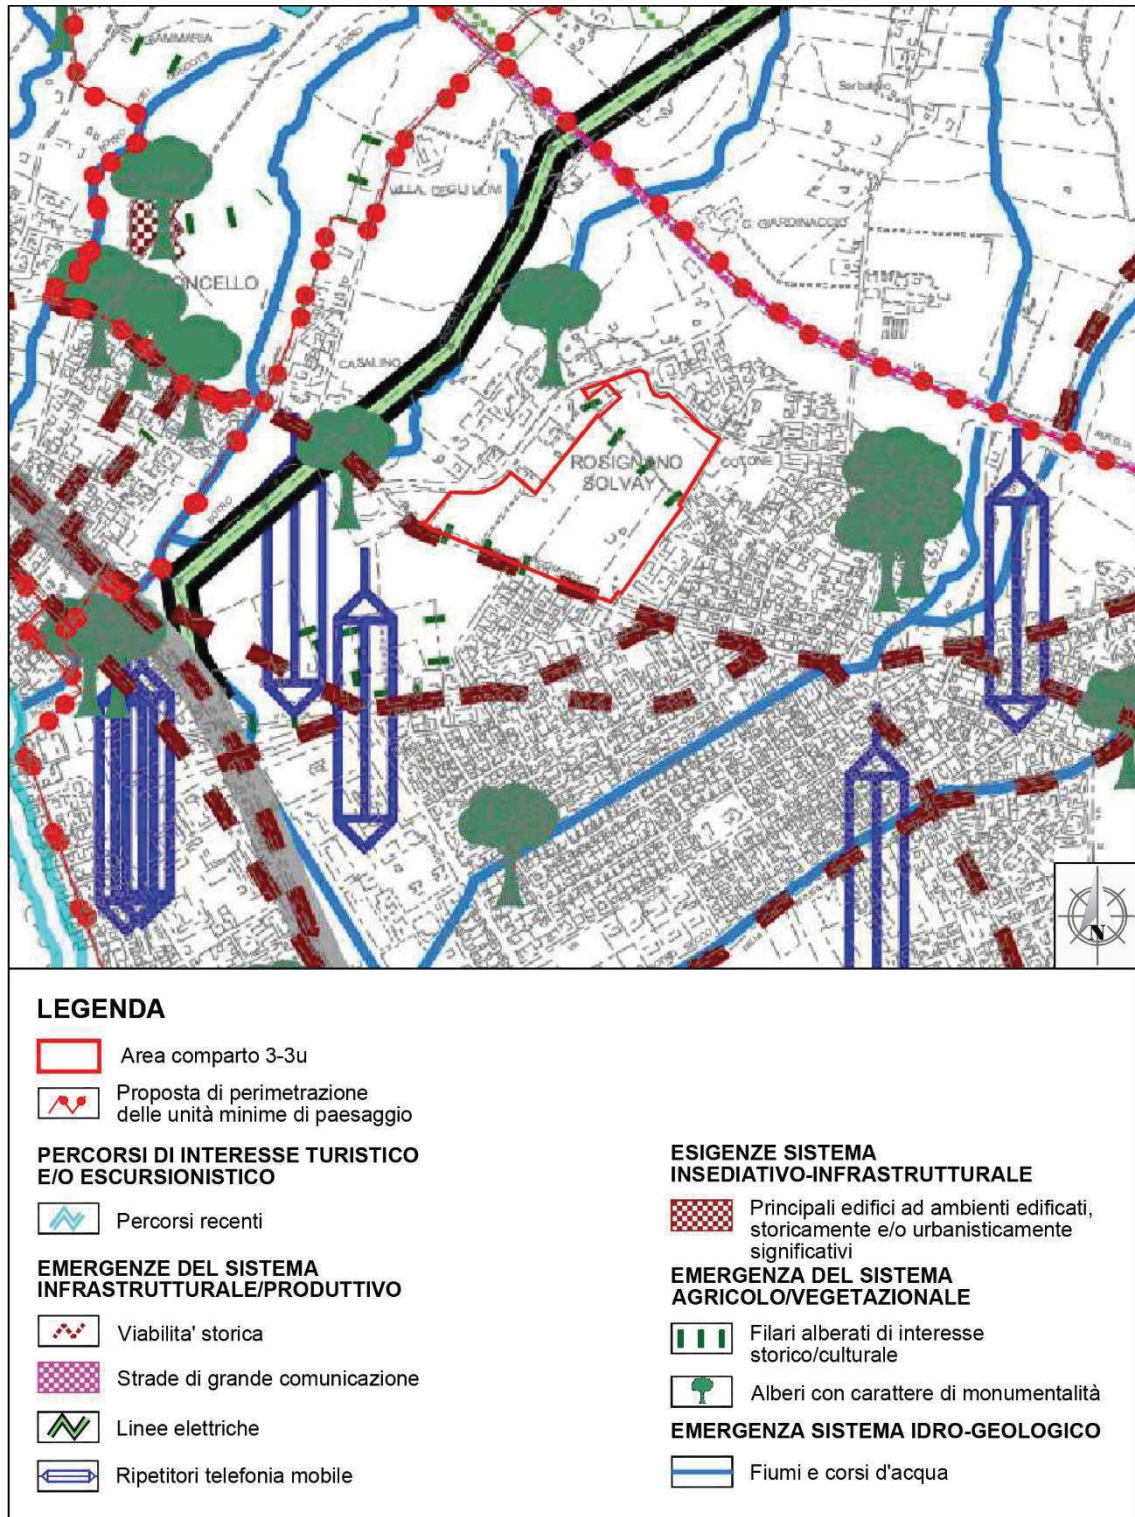 Serbatoio
VILLA DEGLI ULIVI
C. GIARDINACCIO
CASALINO
ROSIGNANO
SOLVAY
COTONE
N
LEGENDA
Area comparto 3-3u
Proposta di perimetrazione
delle unità minime di paesaggio
PERCORSI DI INTERESSE TURISTICO
E/O ESCURSIONISTICO
Percorsi recenti
EMERGENZE DEL SISTEMA
INFRASTRUTTURALE/PRODUTTIVO
Viabilita' storica
Strade di grande comunicazione
Linee elettriche
Ripetitori telefonia mobile
ESIGENZE SISTEMA
INSEDIATIVO-INFRASTRUTTURALE
Principali edifici ad ambienti edificati,
storicamente e/o urbanisticamente
significativi
EMERGENZA DEL SISTEMA
AGRICOLO/VEGETAZIONALE
Filari alberati di interesse
storico/culturale
Alberi con carattere di monumentalità
EMERGENZA SISTEMA IDRO-GEOLOGICO
Fiumi e corsi d'acqua